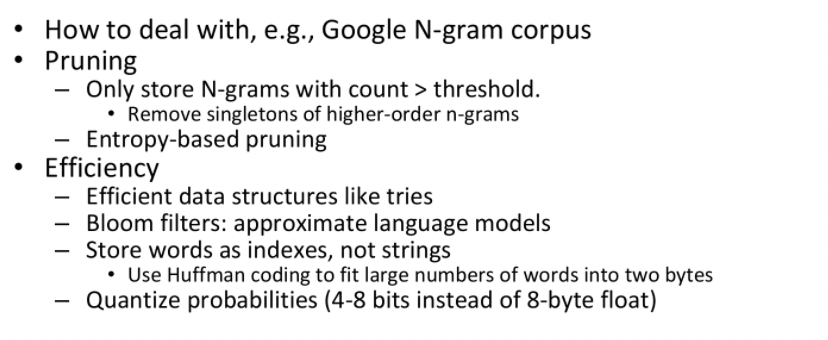 • How to deal with, e.g., Google N-gram corpus
• Pruning
– Only store N-grams with count > threshold.
• Remove singletons of higher-order n-grams
– Entropy-based pruning
• Efficiency
– Efficient data structures like tries
– Bloom filters: approximate language models
– Store words as indexes, not strings
• Use Huffman coding to fit large numbers of words into two bytes
– Quantize probabilities (4-8 bits instead of 8-byte float)